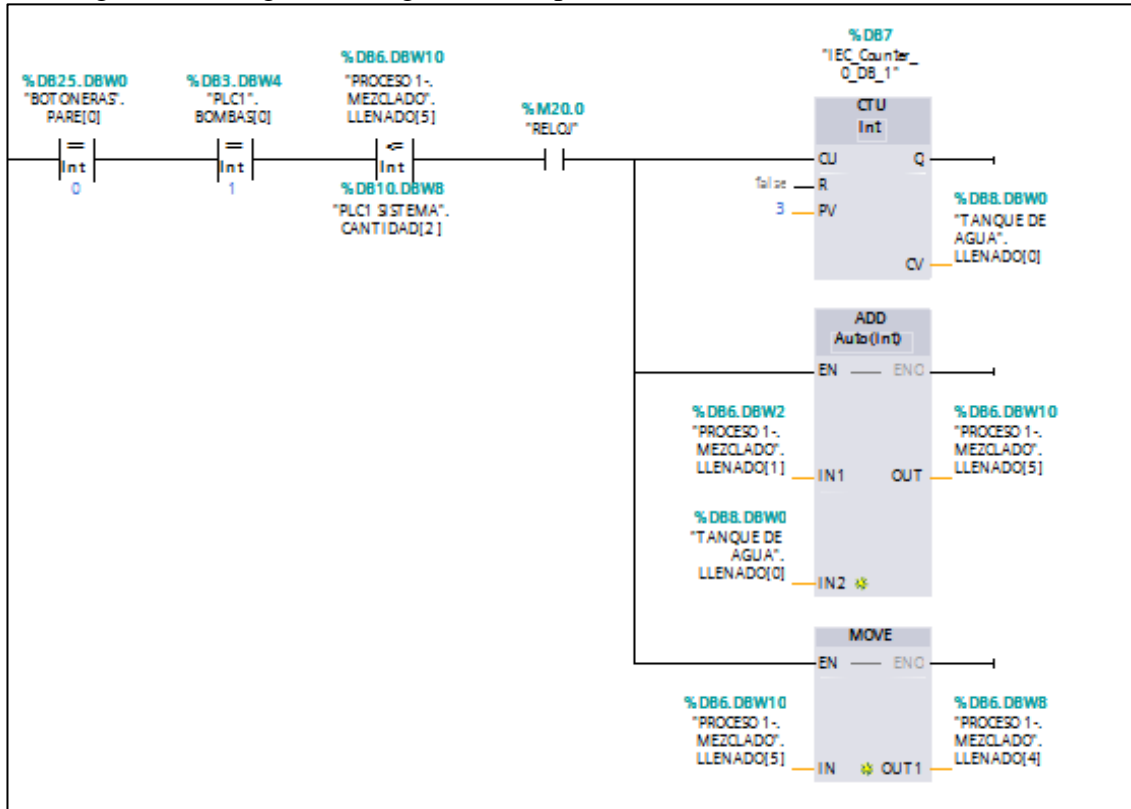 %DB7
"IEC_Counter_
0_DB_1"
%DB6.DBW10
%DB25.DBW0
%DB3.DBW4
"PROCESO 1-.
"BOTONERAS".
"PLC1".
MEZCLADO".
PARE[0]
BOMBAS[0]
LLENADO[5]
%M20.0
"RELOJ"
CTU
Int
==
Int
0
==
Int
1
<=
Int
%DB10.DBW8
"PLC1 SISTEMA".
CANTIDAD[2]
CU
Q
false
R
3
PV
CV
%DB8.DBW0
"TANQUE DE
AGUA".
LLENADO[0]
ADD
Auto(Int)
EN
ENO
%DB6.DBW2
"PROCESO 1-.
MEZCLADO".
LLENADO[1]
IN1
OUT
%DB6.DBW10
"PROCESO 1-.
MEZCLADO".
LLENADO[5]
%DB8.DBW0
"TANQUE DE
AGUA".
LLENADO[0]
IN2
MOVE
EN
ENO
%DB6.DBW10
"PROCESO 1-.
MEZCLADO".
LLENADO[5]
IN
OUT1
%DB6.DBW8
"PROCESO 1-.
MEZCLADO".
LLENADO[4]